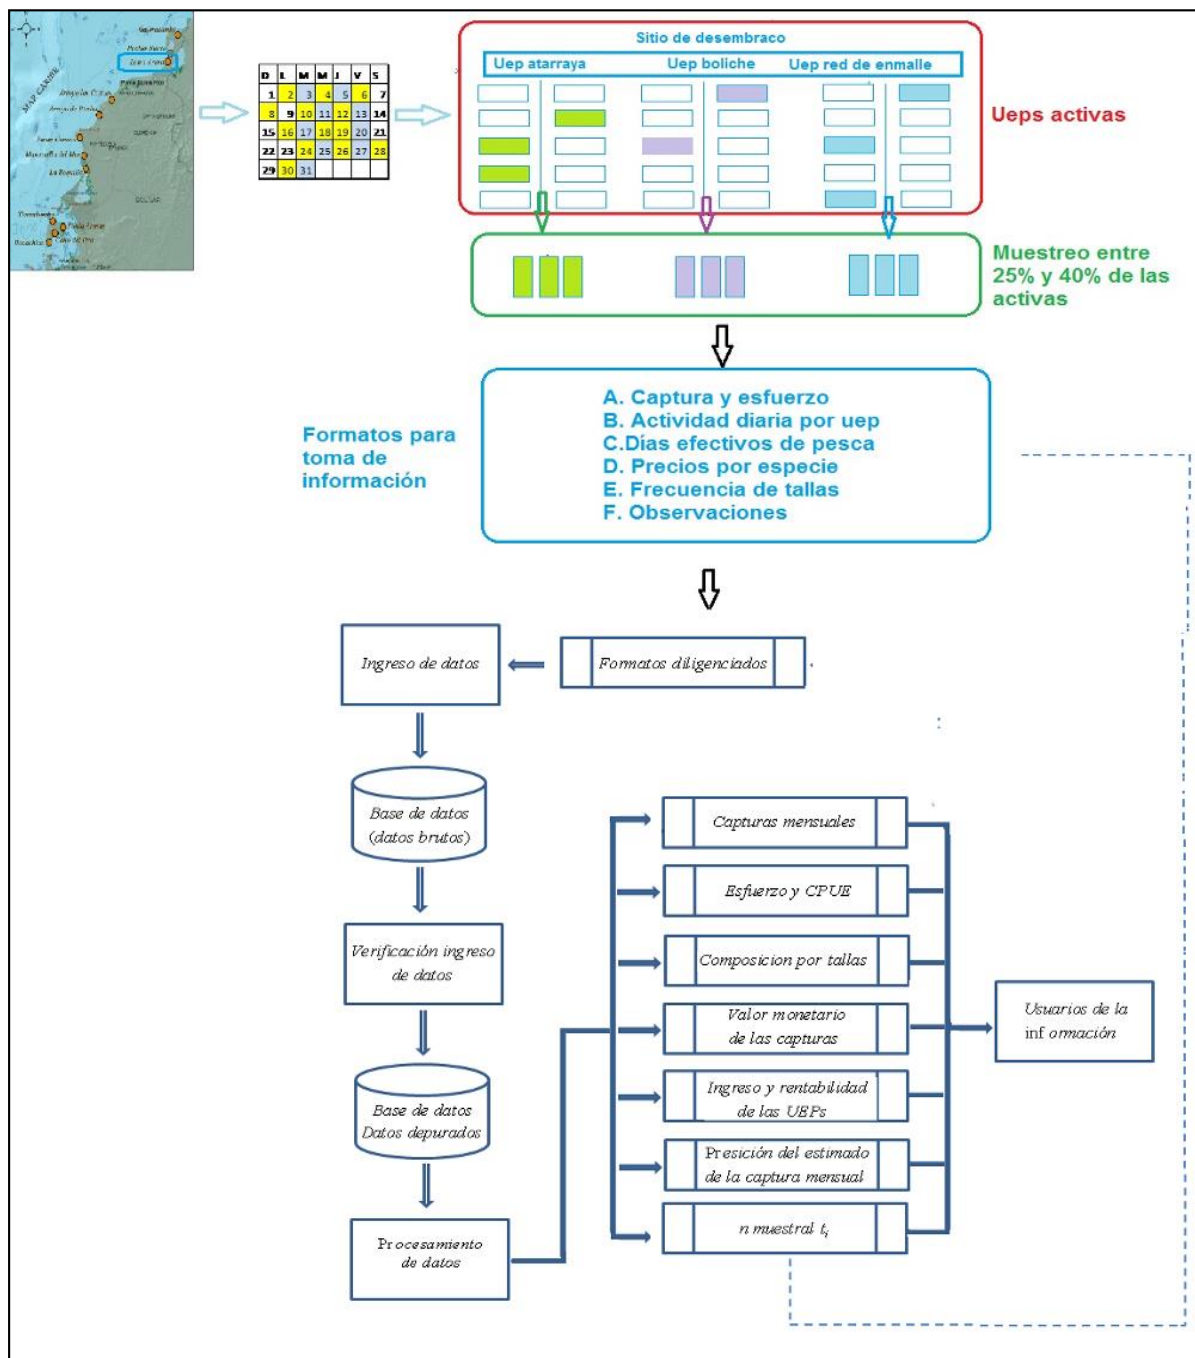 MAR CARIBE
Sitio de desembraco
Uep atarraya
Uep boliche
Uep red de enmalle
Ueps activas
D L M M J V S
1 2 3 4 5 6 7
8 9 10 11 12 13 14
15 16 17 18 19 20 21
22 23 24 25 26 27 28
29 30 31
Muestreo entre
25% y 40% de las
activas
Formatos para
toma de
información
A. Captura y esfuerzo
B. Actividad diaria por uep
C.Días efectivos de pesca
D. Precios por especie
E. Frecuencia de tallas
F. Observaciones
Ingreso de datos
Formatos diligenciados
Base de datos
(datos brutos)
Verificación ingreso
de datos
Base de datos
Datos depurados
Procesamiento
de datos
Capturas mensuales
Esfuerzo y CPUE
Composicion por tallas
Valor monetario
de las capturas
Ingreso y rentabilidad
de las UEPs
Presición del estimado
de la captura mensual
n muestral ti
Usuarios de la
inf ormación